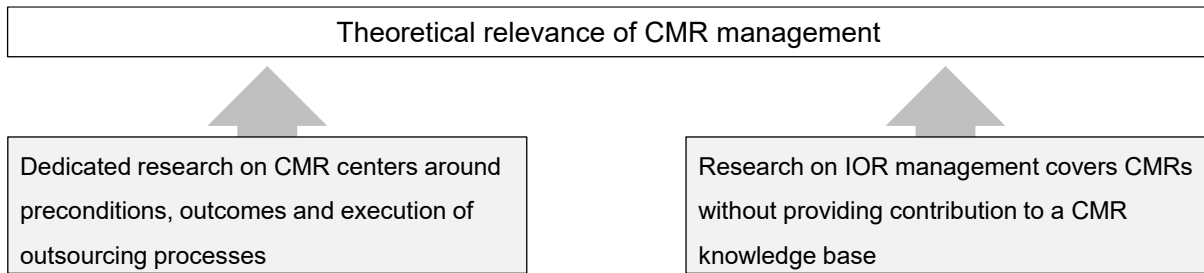 Theoretical relevance of CMR management
Dedicated research on CMR centers around
preconditions, outcomes and execution of
outsourcing processes
Research on IOR management covers CMRs
without providing contribution to a CMR
knowledge base